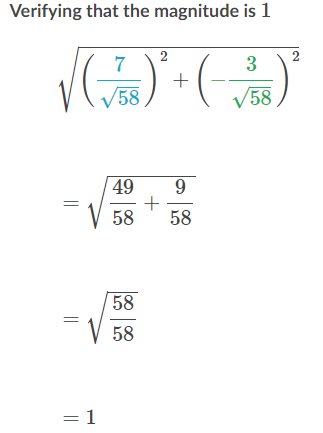 Verifying that the magnitude is 1
√((7/√58)² + (−3/√58)²)
= √(49/58 + 9/58)
= √(58/58)
= 1